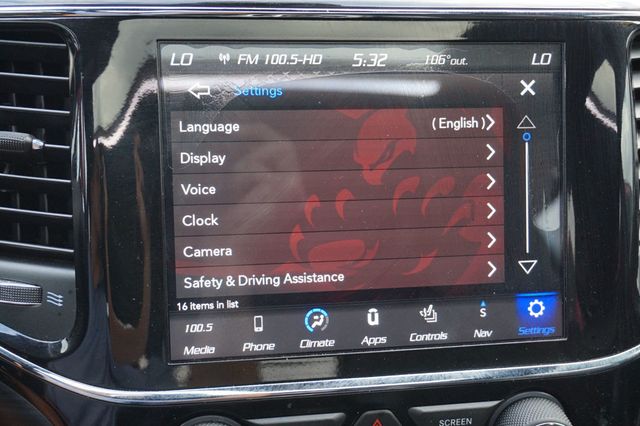 LO FM 100.5-HD 5:32 106°out. LO
Settings X
Language (English)
Display
Voice
Clock
Camera
Safety & Driving Assistance
16 items in list
100.5 S
Media Phone Climate Apps Controls Nav Settings
SCREEN